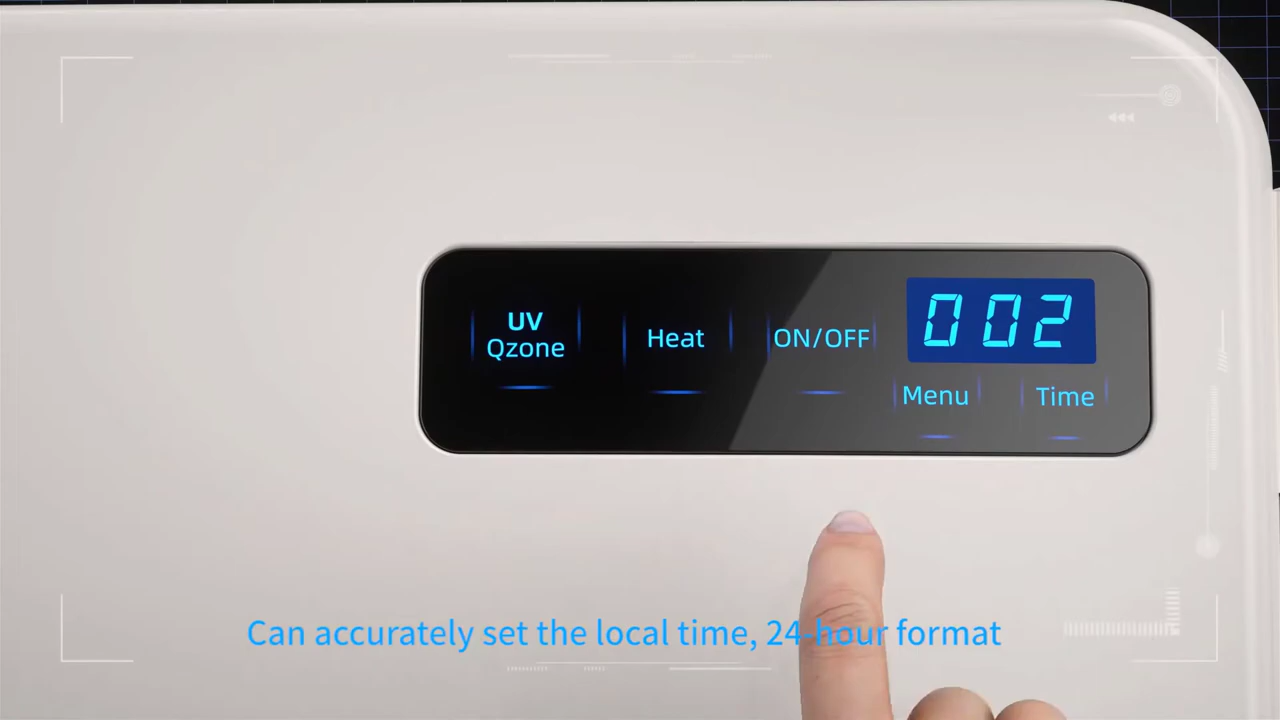 UV
Qzone
Heat
ON/OFF
002
Menu
Time
Can accurately set the local time, 24-hour format